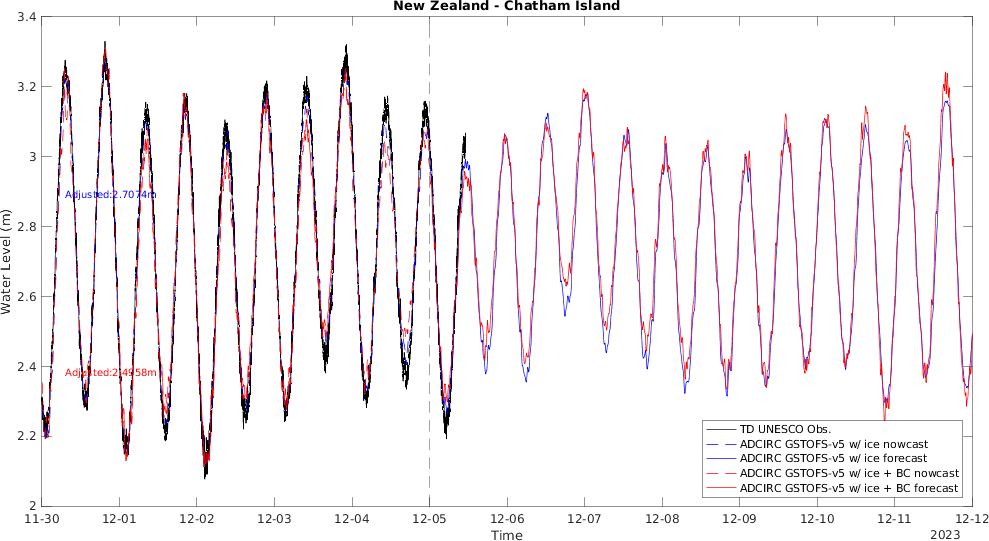 New Zealand - Chatham Island
3.4
3.2
3
2.8
2.6
2.4
2.2
2
Water Level (m)
Adjusted:2.7074m
Adjusted:2.4958m
TD UNESCO Obs.
ADCIRC GSTOFS-v5 w/ ice nowcast
ADCIRC GSTOFS-v5 w/ ice forecast
ADCIRC GSTOFS-v5 w/ ice + BC nowcast
ADCIRC GSTOFS-v5 w/ ice + BC forecast
11-30 12-01 12-02 12-03 12-04 12-05 12-06 12-07 12-08 12-09 12-10 12-11 12-12
Time
2023